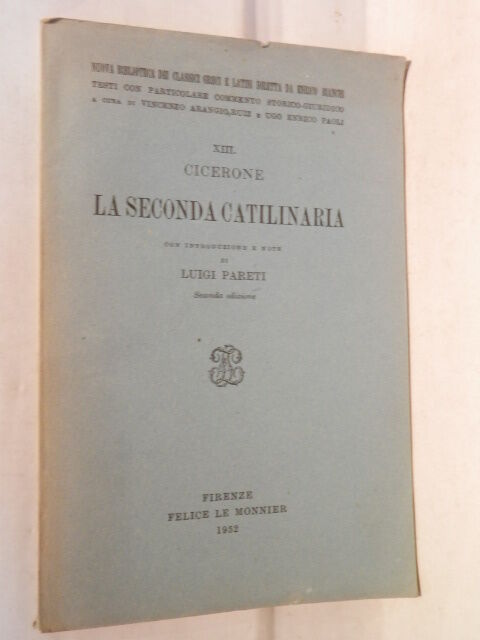 NUOVA BIBLIOTECA DEI CLASSICI GRECI E LATINI DIRETTA DA ENRICO BIANCHI
TESTI CON PARTICOLARE COMMENTO STORICO-GIURIDICO
A CURA DI VINCENZO ARANGIO-RUIZ E UGO ENRICO PAOLI
XIII.
CICERONE
LA SECONDA CATILINARIA
CON INTRODUZIONE E NOTE
DI
LUIGI PARETI
Seconda edizione
FIRENZE
FELICE LE MONNIER
1952